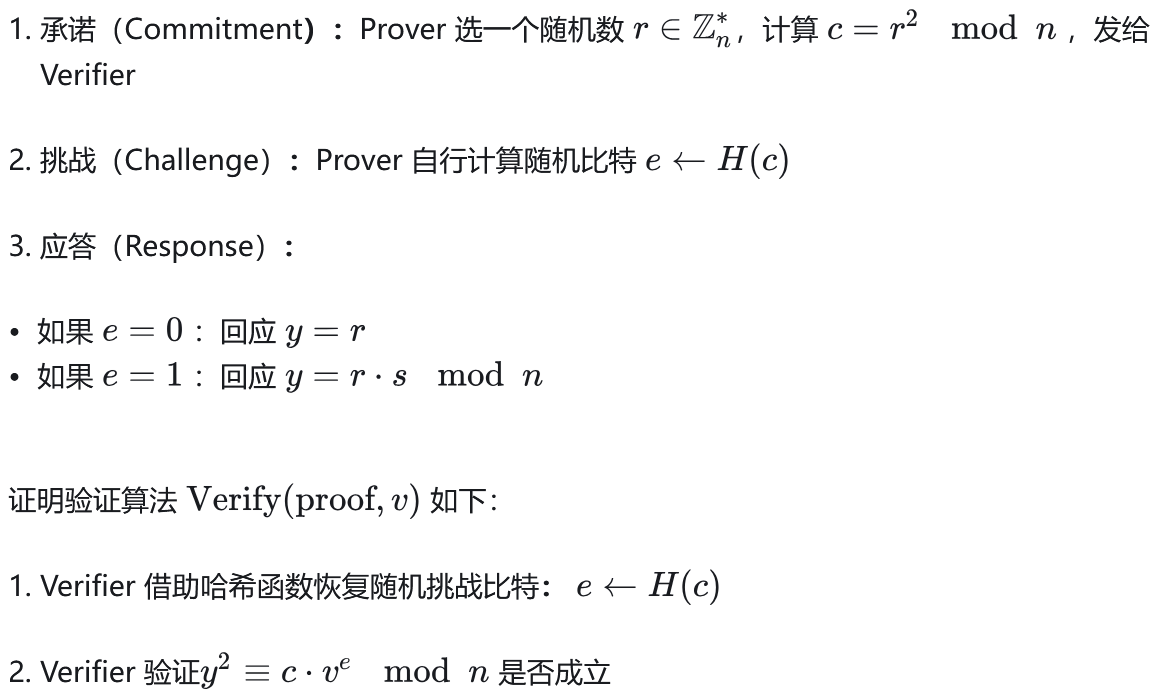 1. 承诺（Commitment）：Prover 选一个随机数 $r \in \mathbb{Z}_n^*$，计算 $c = r^2 \mod n$，发给
Verifier
2. 挑战（Challenge）：Prover 自行计算随机比特 $e \leftarrow H(c)$
3. 应答（Response）：
• 如果 $e = 0$：回应 $y = r$
• 如果 $e = 1$：回应 $y = r \cdot s \mod n$
证明验证算法 $\mathrm{Verify}(\mathrm{proof}, v)$ 如下：
1. Verifier 借助哈希函数恢复随机挑战比特： $e \leftarrow H(c)$
2. Verifier 验证$y^2 \equiv c \cdot v^e \mod n$ 是否成立